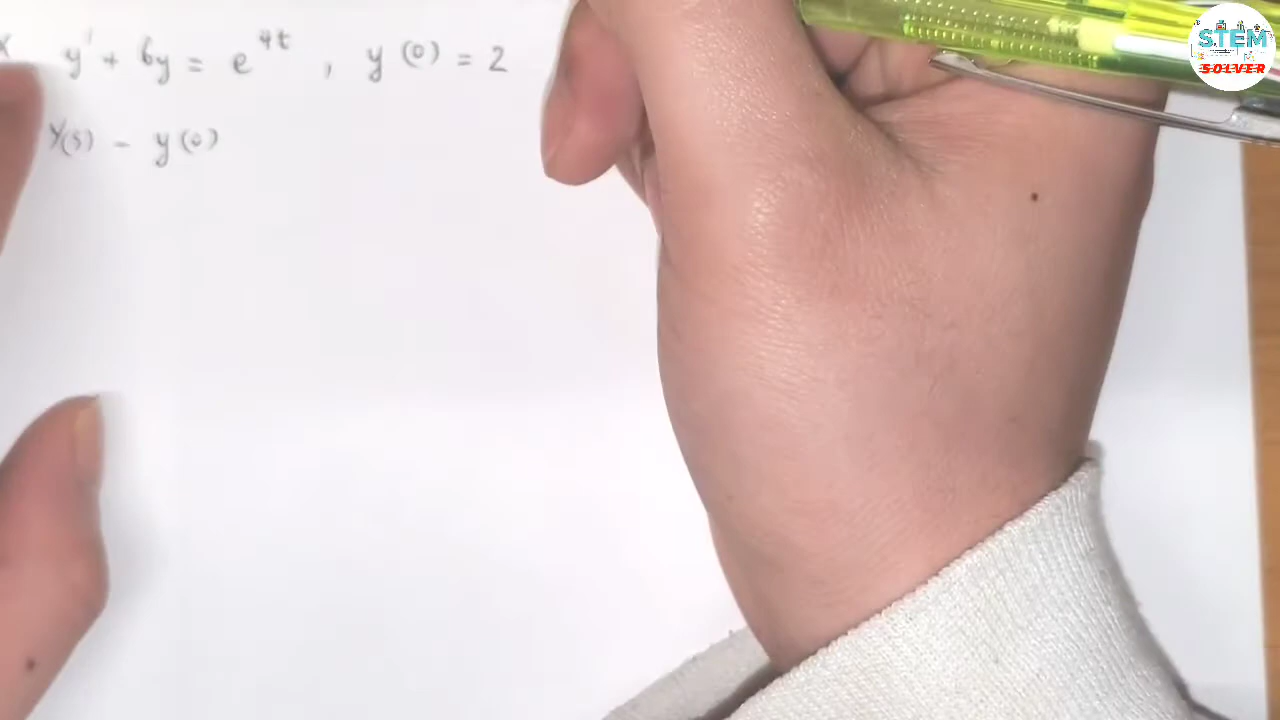 y' + 6y = e^{4t} , y(0) = 2
Y(s) - y(0)
STEM
SOLVER